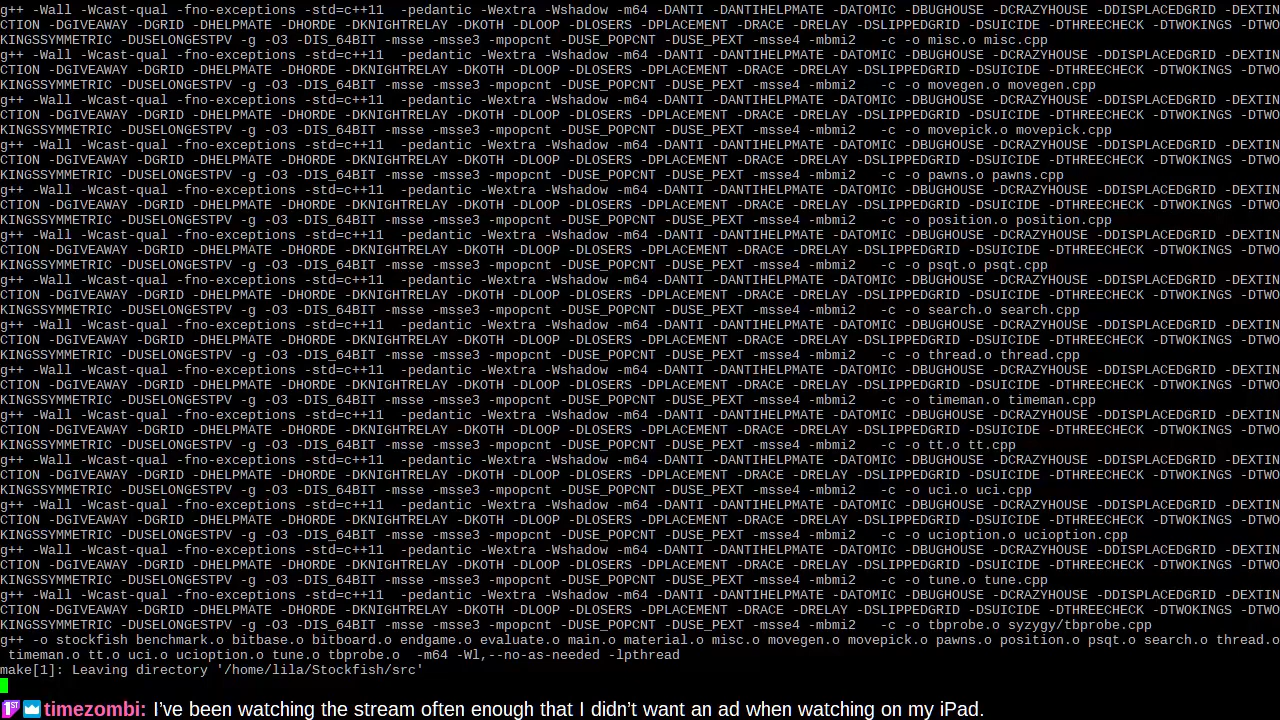 g++ -Wall -Wcast-qual -fno-exceptions -std=c++11  -pedantic -Wextra -Wshadow -m64 -DANTI -DANTIHELPMATE -DATOMIC -DBUGHOUSE -DCRAZYHOUSE -DDISPLACEDGRID -DEXTIN
CTION -DGIVEAWAY -DGRID -DHELPMATE -DHORDE -DKNIGHTRELAY -DKOTH -DLOOP -DLOSERS -DPLACEMENT -DRACE -DRELAY -DSLIPPEDGRID -DSUICIDE -DTHREECHECK -DTWOKINGS -DTWO
KINGSSYMMETRIC -DUSELONGESTPV -g -O3 -DIS_64BIT -msse -msse3 -mpopcnt -DUSE_POPCNT -DUSE_PEXT -msse4 -mbmi2   -c -o misc.o misc.cpp
g++ -Wall -Wcast-qual -fno-exceptions -std=c++11  -pedantic -Wextra -Wshadow -m64 -DANTI -DANTIHELPMATE -DATOMIC -DBUGHOUSE -DCRAZYHOUSE -DDISPLACEDGRID -DEXTIN
CTION -DGIVEAWAY -DGRID -DHELPMATE -DHORDE -DKNIGHTRELAY -DKOTH -DLOOP -DLOSERS -DPLACEMENT -DRACE -DRELAY -DSLIPPEDGRID -DSUICIDE -DTHREECHECK -DTWOKINGS -DTWO
KINGSSYMMETRIC -DUSELONGESTPV -g -O3 -DIS_64BIT -msse -msse3 -mpopcnt -DUSE_POPCNT -DUSE_PEXT -msse4 -mbmi2   -c -o movegen.o movegen.cpp
g++ -Wall -Wcast-qual -fno-exceptions -std=c++11  -pedantic -Wextra -Wshadow -m64 -DANTI -DANTIHELPMATE -DATOMIC -DBUGHOUSE -DCRAZYHOUSE -DDISPLACEDGRID -DEXTIN
CTION -DGIVEAWAY -DGRID -DHELPMATE -DHORDE -DKNIGHTRELAY -DKOTH -DLOOP -DLOSERS -DPLACEMENT -DRACE -DRELAY -DSLIPPEDGRID -DSUICIDE -DTHREECHECK -DTWOKINGS -DTWO
KINGSSYMMETRIC -DUSELONGESTPV -g -O3 -DIS_64BIT -msse -msse3 -mpopcnt -DUSE_POPCNT -DUSE_PEXT -msse4 -mbmi2   -c -o movepick.o movepick.cpp
g++ -Wall -Wcast-qual -fno-exceptions -std=c++11  -pedantic -Wextra -Wshadow -m64 -DANTI -DANTIHELPMATE -DATOMIC -DBUGHOUSE -DCRAZYHOUSE -DDISPLACEDGRID -DEXTIN
CTION -DGIVEAWAY -DGRID -DHELPMATE -DHORDE -DKNIGHTRELAY -DKOTH -DLOOP -DLOSERS -DPLACEMENT -DRACE -DRELAY -DSLIPPEDGRID -DSUICIDE -DTHREECHECK -DTWOKINGS -DTWO
KINGSSYMMETRIC -DUSELONGESTPV -g -O3 -DIS_64BIT -msse -msse3 -mpopcnt -DUSE_POPCNT -DUSE_PEXT -msse4 -mbmi2   -c -o pawns.o pawns.cpp
g++ -Wall -Wcast-qual -fno-exceptions -std=c++11  -pedantic -Wextra -Wshadow -m64 -DANTI -DANTIHELPMATE -DATOMIC -DBUGHOUSE -DCRAZYHOUSE -DDISPLACEDGRID -DEXTIN
CTION -DGIVEAWAY -DGRID -DHELPMATE -DHORDE -DKNIGHTRELAY -DKOTH -DLOOP -DLOSERS -DPLACEMENT -DRACE -DRELAY -DSLIPPEDGRID -DSUICIDE -DTHREECHECK -DTWOKINGS -DTWO
KINGSSYMMETRIC -DUSELONGESTPV -g -O3 -DIS_64BIT -msse -msse3 -mpopcnt -DUSE_POPCNT -DUSE_PEXT -msse4 -mbmi2   -c -o position.o position.cpp
g++ -Wall -Wcast-qual -fno-exceptions -std=c++11  -pedantic -Wextra -Wshadow -m64 -DANTI -DANTIHELPMATE -DATOMIC -DBUGHOUSE -DCRAZYHOUSE -DDISPLACEDGRID -DEXTIN
CTION -DGIVEAWAY -DGRID -DHELPMATE -DHORDE -DKNIGHTRELAY -DKOTH -DLOOP -DLOSERS -DPLACEMENT -DRACE -DRELAY -DSLIPPEDGRID -DSUICIDE -DTHREECHECK -DTWOKINGS -DTWO
KINGSSYMMETRIC -DUSELONGESTPV -g -O3 -DIS_64BIT -msse -msse3 -mpopcnt -DUSE_POPCNT -DUSE_PEXT -msse4 -mbmi2   -c -o psqt.o psqt.cpp
g++ -Wall -Wcast-qual -fno-exceptions -std=c++11  -pedantic -Wextra -Wshadow -m64 -DANTI -DANTIHELPMATE -DATOMIC -DBUGHOUSE -DCRAZYHOUSE -DDISPLACEDGRID -DEXTIN
CTION -DGIVEAWAY -DGRID -DHELPMATE -DHORDE -DKNIGHTRELAY -DKOTH -DLOOP -DLOSERS -DPLACEMENT -DRACE -DRELAY -DSLIPPEDGRID -DSUICIDE -DTHREECHECK -DTWOKINGS -DTWO
KINGSSYMMETRIC -DUSELONGESTPV -g -O3 -DIS_64BIT -msse -msse3 -mpopcnt -DUSE_POPCNT -DUSE_PEXT -msse4 -mbmi2   -c -o search.o search.cpp
g++ -Wall -Wcast-qual -fno-exceptions -std=c++11  -pedantic -Wextra -Wshadow -m64 -DANTI -DANTIHELPMATE -DATOMIC -DBUGHOUSE -DCRAZYHOUSE -DDISPLACEDGRID -DEXTIN
CTION -DGIVEAWAY -DGRID -DHELPMATE -DHORDE -DKNIGHTRELAY -DKOTH -DLOOP -DLOSERS -DPLACEMENT -DRACE -DRELAY -DSLIPPEDGRID -DSUICIDE -DTHREECHECK -DTWOKINGS -DTWO
KINGSSYMMETRIC -DUSELONGESTPV -g -O3 -DIS_64BIT -msse -msse3 -mpopcnt -DUSE_POPCNT -DUSE_PEXT -msse4 -mbmi2   -c -o thread.o thread.cpp
g++ -Wall -Wcast-qual -fno-exceptions -std=c++11  -pedantic -Wextra -Wshadow -m64 -DANTI -DANTIHELPMATE -DATOMIC -DBUGHOUSE -DCRAZYHOUSE -DDISPLACEDGRID -DEXTIN
CTION -DGIVEAWAY -DGRID -DHELPMATE -DHORDE -DKNIGHTRELAY -DKOTH -DLOOP -DLOSERS -DPLACEMENT -DRACE -DRELAY -DSLIPPEDGRID -DSUICIDE -DTHREECHECK -DTWOKINGS -DTWO
KINGSSYMMETRIC -DUSELONGESTPV -g -O3 -DIS_64BIT -msse -msse3 -mpopcnt -DUSE_POPCNT -DUSE_PEXT -msse4 -mbmi2   -c -o timeman.o timeman.cpp
g++ -Wall -Wcast-qual -fno-exceptions -std=c++11  -pedantic -Wextra -Wshadow -m64 -DANTI -DANTIHELPMATE -DATOMIC -DBUGHOUSE -DCRAZYHOUSE -DDISPLACEDGRID -DEXTIN
CTION -DGIVEAWAY -DGRID -DHELPMATE -DHORDE -DKNIGHTRELAY -DKOTH -DLOOP -DLOSERS -DPLACEMENT -DRACE -DRELAY -DSLIPPEDGRID -DSUICIDE -DTHREECHECK -DTWOKINGS -DTWO
KINGSSYMMETRIC -DUSELONGESTPV -g -O3 -DIS_64BIT -msse -msse3 -mpopcnt -DUSE_POPCNT -DUSE_PEXT -msse4 -mbmi2   -c -o tt.o tt.cpp
g++ -Wall -Wcast-qual -fno-exceptions -std=c++11  -pedantic -Wextra -Wshadow -m64 -DANTI -DANTIHELPMATE -DATOMIC -DBUGHOUSE -DCRAZYHOUSE -DDISPLACEDGRID -DEXTIN
CTION -DGIVEAWAY -DGRID -DHELPMATE -DHORDE -DKNIGHTRELAY -DKOTH -DLOOP -DLOSERS -DPLACEMENT -DRACE -DRELAY -DSLIPPEDGRID -DSUICIDE -DTHREECHECK -DTWOKINGS -DTWO
KINGSSYMMETRIC -DUSELONGESTPV -g -O3 -DIS_64BIT -msse -msse3 -mpopcnt -DUSE_POPCNT -DUSE_PEXT -msse4 -mbmi2   -c -o uci.o uci.cpp
g++ -Wall -Wcast-qual -fno-exceptions -std=c++11  -pedantic -Wextra -Wshadow -m64 -DANTI -DANTIHELPMATE -DATOMIC -DBUGHOUSE -DCRAZYHOUSE -DDISPLACEDGRID -DEXTIN
CTION -DGIVEAWAY -DGRID -DHELPMATE -DHORDE -DKNIGHTRELAY -DKOTH -DLOOP -DLOSERS -DPLACEMENT -DRACE -DRELAY -DSLIPPEDGRID -DSUICIDE -DTHREECHECK -DTWOKINGS -DTWO
KINGSSYMMETRIC -DUSELONGESTPV -g -O3 -DIS_64BIT -msse -msse3 -mpopcnt -DUSE_POPCNT -DUSE_PEXT -msse4 -mbmi2   -c -o ucioption.o ucioption.cpp
g++ -Wall -Wcast-qual -fno-exceptions -std=c++11  -pedantic -Wextra -Wshadow -m64 -DANTI -DANTIHELPMATE -DATOMIC -DBUGHOUSE -DCRAZYHOUSE -DDISPLACEDGRID -DEXTIN
CTION -DGIVEAWAY -DGRID -DHELPMATE -DHORDE -DKNIGHTRELAY -DKOTH -DLOOP -DLOSERS -DPLACEMENT -DRACE -DRELAY -DSLIPPEDGRID -DSUICIDE -DTHREECHECK -DTWOKINGS -DTWO
KINGSSYMMETRIC -DUSELONGESTPV -g -O3 -DIS_64BIT -msse -msse3 -mpopcnt -DUSE_POPCNT -DUSE_PEXT -msse4 -mbmi2   -c -o tune.o tune.cpp
g++ -Wall -Wcast-qual -fno-exceptions -std=c++11  -pedantic -Wextra -Wshadow -m64 -DANTI -DANTIHELPMATE -DATOMIC -DBUGHOUSE -DCRAZYHOUSE -DDISPLACEDGRID -DEXTIN
CTION -DGIVEAWAY -DGRID -DHELPMATE -DHORDE -DKNIGHTRELAY -DKOTH -DLOOP -DLOSERS -DPLACEMENT -DRACE -DRELAY -DSLIPPEDGRID -DSUICIDE -DTHREECHECK -DTWOKINGS -DTWO
KINGSSYMMETRIC -DUSELONGESTPV -g -O3 -DIS_64BIT -msse -msse3 -mpopcnt -DUSE_POPCNT -DUSE_PEXT -msse4 -mbmi2   -c -o tbprobe.o syzygy/tbprobe.cpp
g++ -o stockfish benchmark.o bitbase.o bitboard.o endgame.o evaluate.o main.o material.o misc.o movegen.o movepick.o pawns.o position.o psqt.o search.o thread.o
 timeman.o tt.o uci.o ucioption.o tune.o tbprobe.o  -m64 -Wl,--no-as-needed -lpthread
make[1]: Leaving directory '/home/lila/Stockfish/src'
1ST timezombi: I've been watching the stream often enough that I didn't want an ad when watching on my iPad.